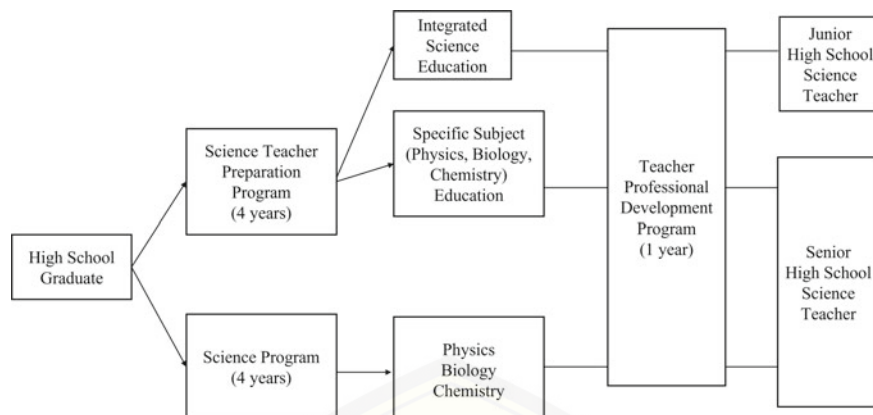 High School
Graduate
Science Teacher
Preparation
Program
(4 years)
Science Program
(4 years)
Integrated
Science
Education
Specific Subject
(Physics, Biology,
Chemistry)
Education
Physics
Biology
Chemistry
Teacher
Professional
Development
Program
(1 year)
Junior
High School
Science
Teacher
Senior
High School
Science
Teacher